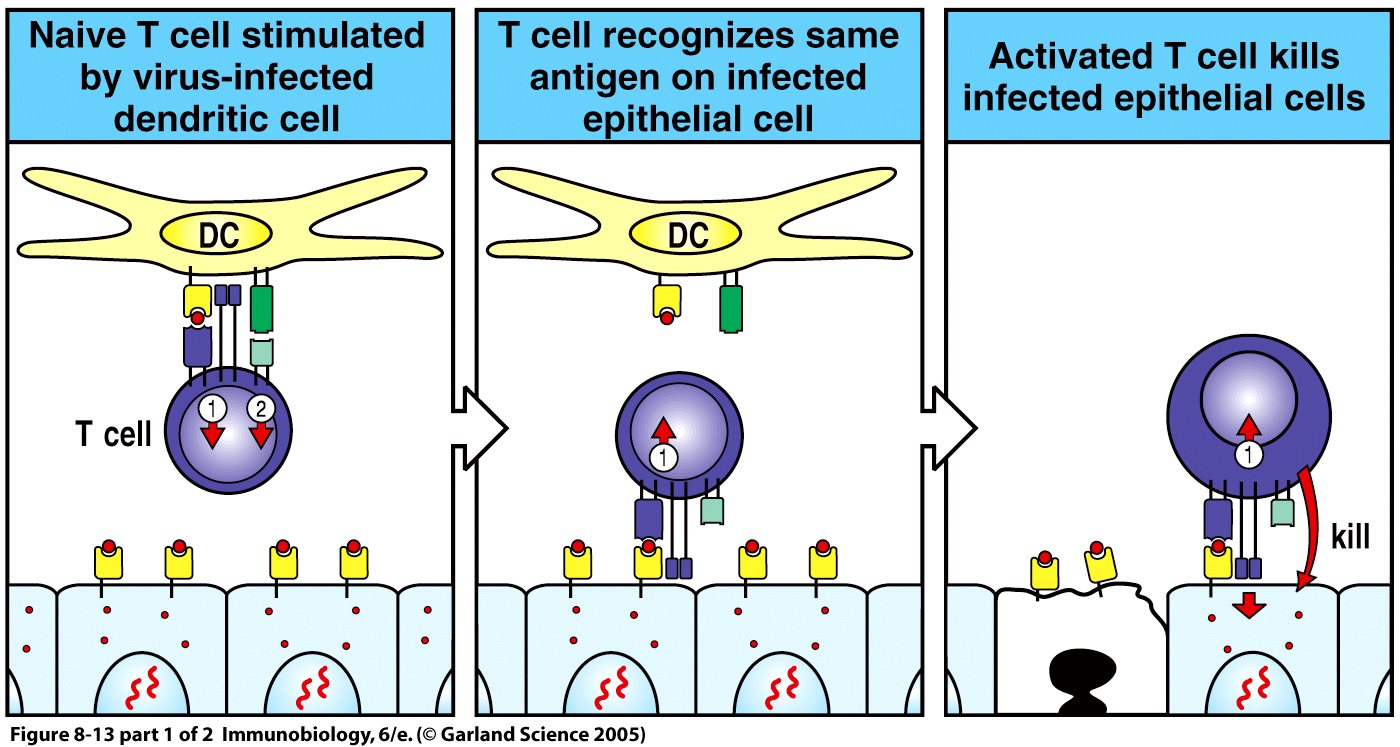 Naive T cell stimulated
by virus-infected
dendritic cell
T cell recognizes same
antigen on infected
epithelial cell
Activated T cell kills
infected epithelial cells
DC
1
2
T cell
DC
1
1
kill
Figure 8-13 part 1 of 2 Immunobiology, 6/e. (© Garland Science 2005)